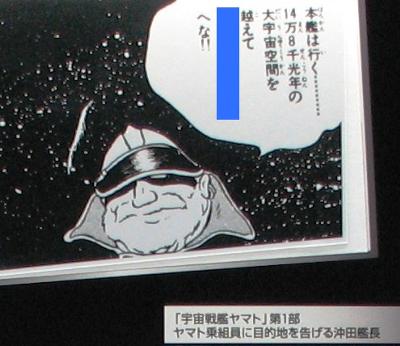 本艦は行く…………
14万8千光年の
大宇宙空間を
越えて
へな!!
「宇宙戦艦ヤマト」第1部
ヤマト乗組員に目的地を告げる沖田艦長